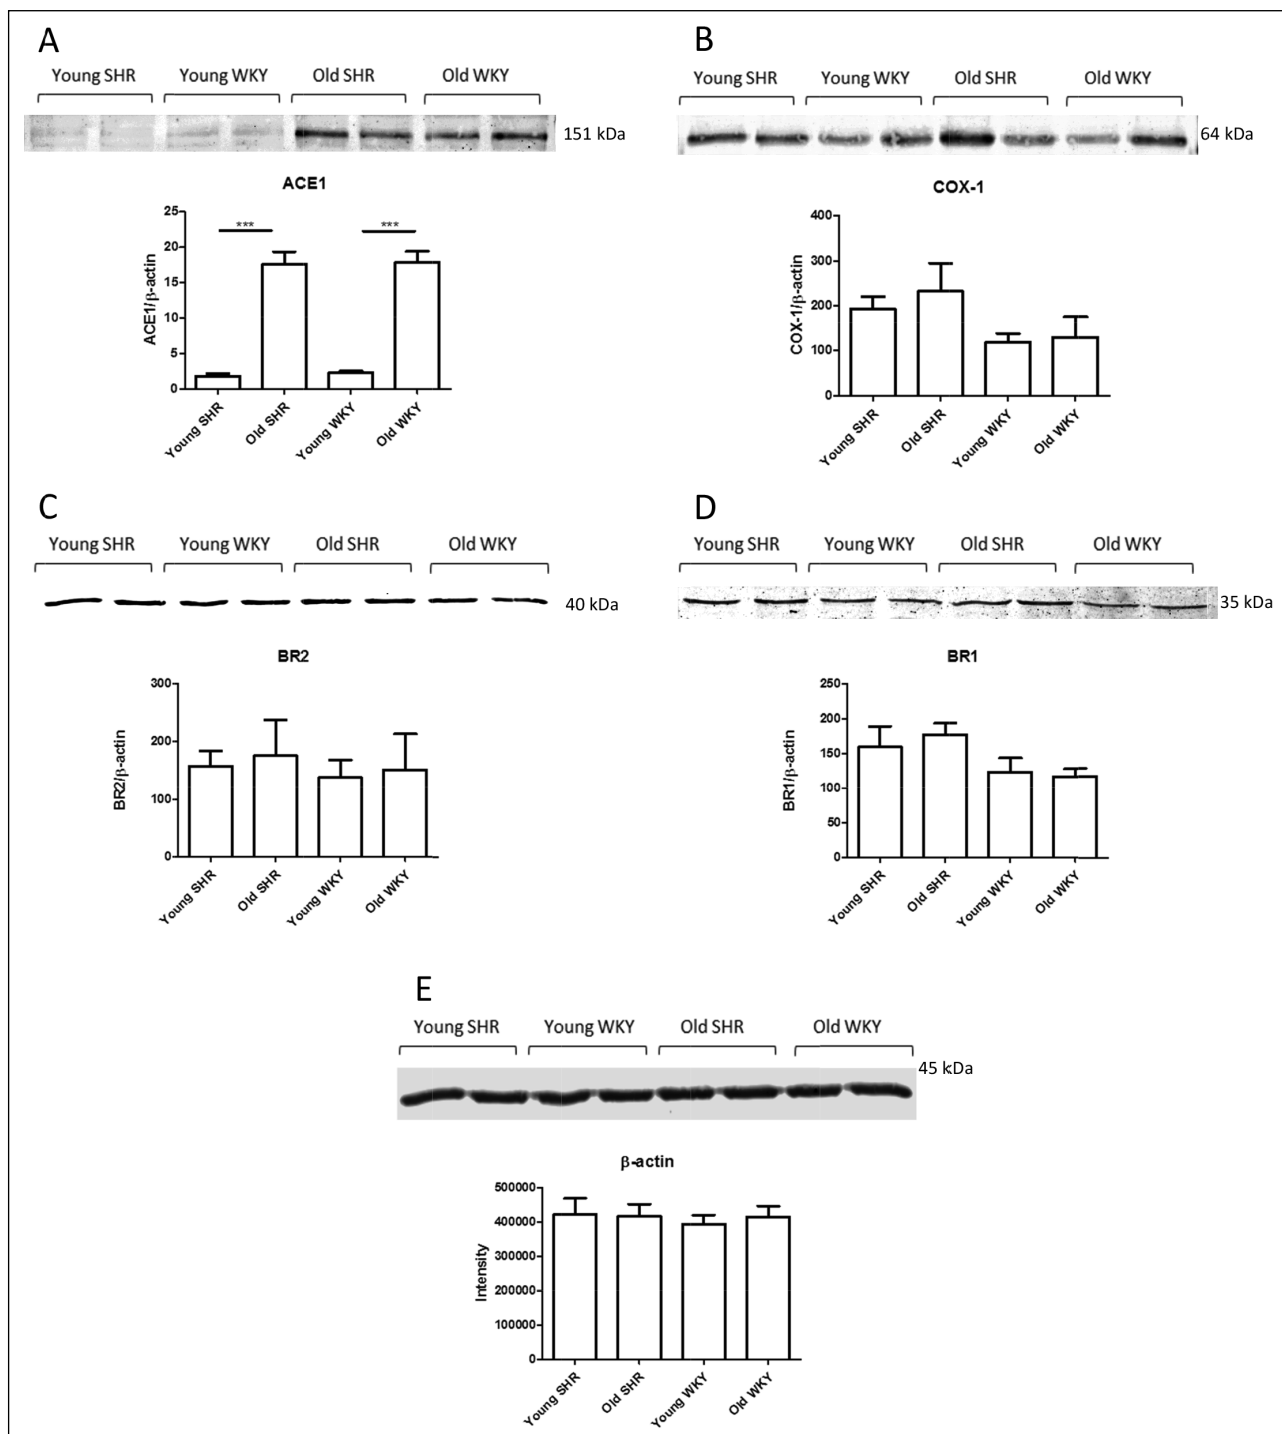 A
Young SHR Young WKY Old SHR Old WKY
151 kDa
ACE1
***
***
25
20
15
10
5
0
ACE1/β-actin
Young SHR
Old SHR
Young WKY
Old WKY
B
Young SHR Young WKY Old SHR Old WKY
64 kDa
COX-1
400
300
200
100
0
COX-1/β-actin
Young SHR
Old SHR
Young WKY
Old WKY
C
Young SHR Young WKY Old SHR Old WKY
40 kDa
BR2
300
200
100
0
BR2/β-actin
Young SHR
Old SHR
Young WKY
Old WKY
D
Young SHR Young WKY Old SHR Old WKY
35 kDa
BR1
250
200
150
100
50
0
BR1/β-actin
Young SHR
Old SHR
Young WKY
Old WKY
E
Young SHR Young WKY Old SHR Old WKY
45 kDa
β-actin
500000
400000
300000
200000
100000
0
Intensity
Young SHR
Old SHR
Young WKY
Old WKY